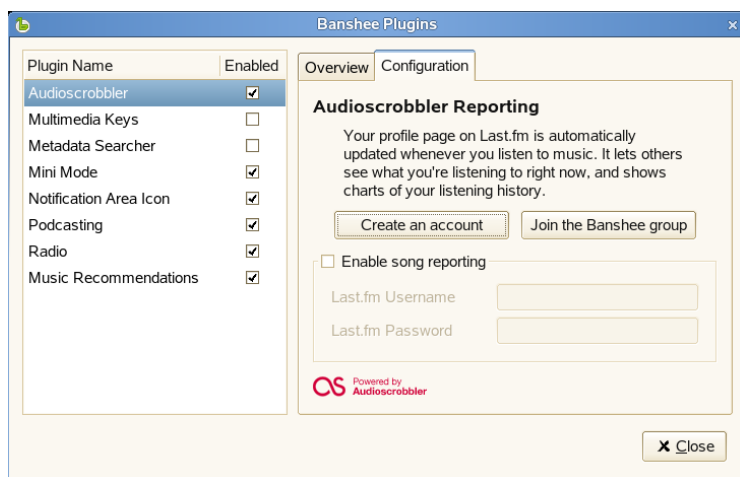 Banshee Plugins
Plugin Name Enabled
Audioscrobbler
Multimedia Keys
Metadata Searcher
Mini Mode
Notification Area Icon
Podcasting
Radio
Music Recommendations
Overview Configuration
Audioscrobbler Reporting
Your profile page on Last.fm is automatically
updated whenever you listen to music. It lets others
see what you're listening to right now, and shows
charts of your listening history.
Create an account Join the Banshee group
Enable song reporting
Last.fm Username
Last.fm Password
Powered by
Audioscrobbler
Close